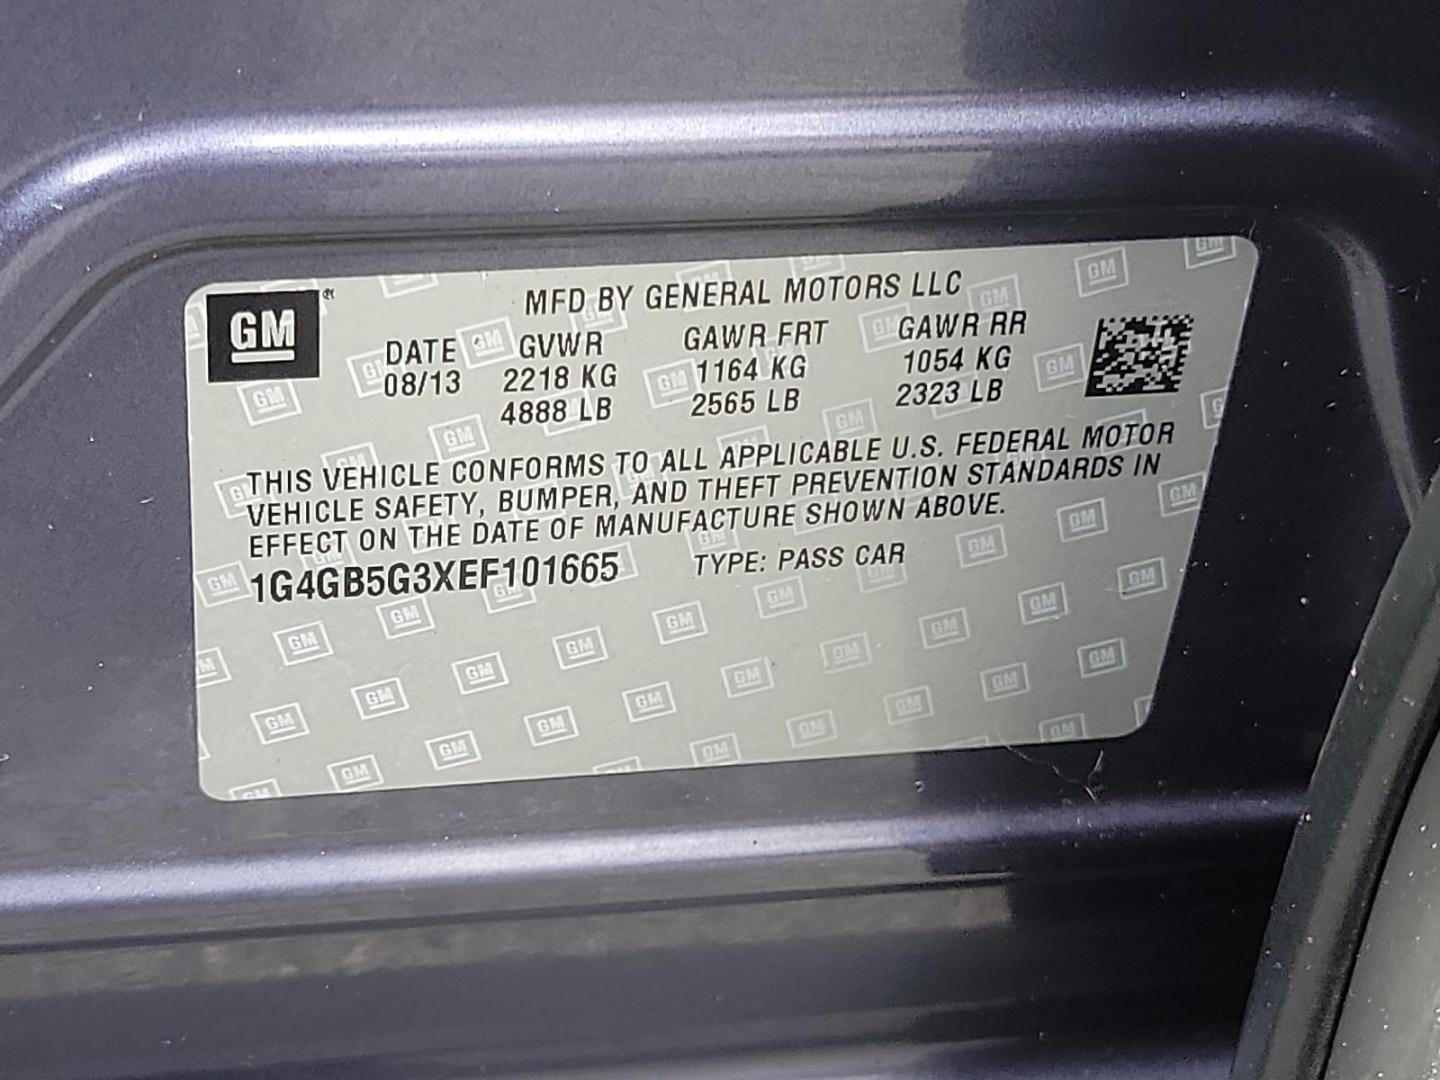 GM
MFD BY GENERAL MOTORS LLC
DATE GVWR GAWR FRT GAWR RR
08/13 2218 KG 1164 KG 1054 KG
4888 LB 2565 LB 2323 LB
THIS VEHICLE CONFORMS TO ALL APPLICABLE U.S. FEDERAL MOTOR
VEHICLE SAFETY, BUMPER, AND THEFT PREVENTION STANDARDS IN
EFFECT ON THE DATE OF MANUFACTURE SHOWN ABOVE.
1G4GB5G3XEF101665 TYPE: PASS CAR